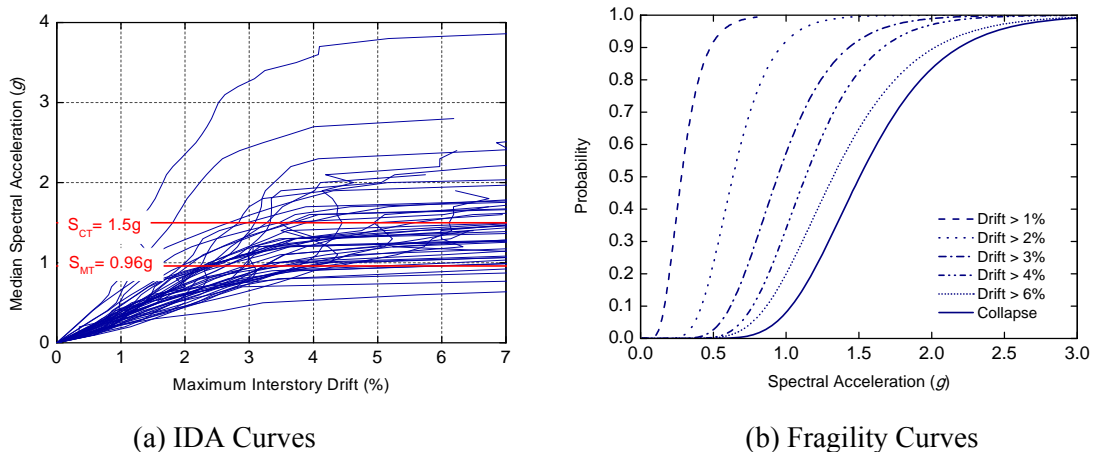 4
3
2
1
0
0 1 2 3 4 5 6 7
Median Spectral Acceleration (g)
S_CT = 1.5g
S_MT = 0.96g
Maximum Interstory Drift (%)
(a) IDA Curves
1.0
0.9
0.8
0.7
0.6
0.5
0.4
0.3
0.2
0.1
0.0
0.0 0.5 1.0 1.5 2.0 2.5 3.0
Probability
Drift > 1%
Drift > 2%
Drift > 3%
Drift > 4%
Drift > 6%
Collapse
Spectral Acceleration (g)
(b) Fragility Curves